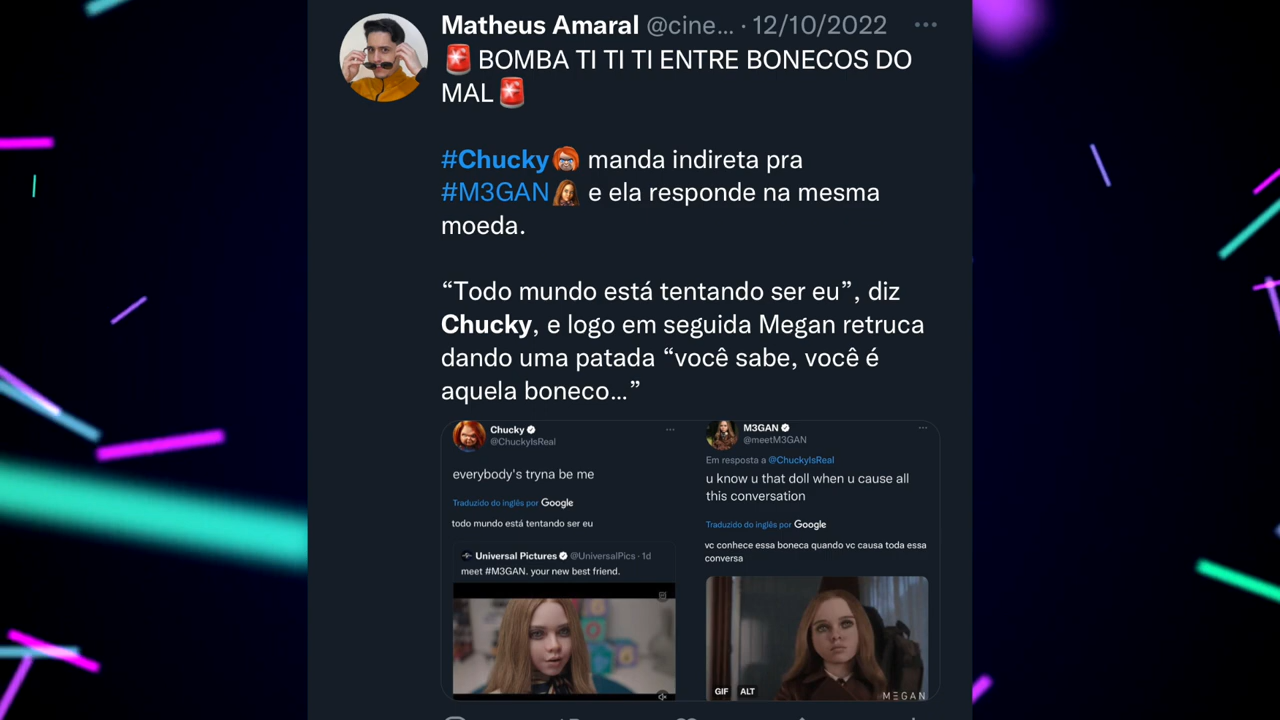 Matheus Amaral @cine... · 12/10/2022 ...
🚨BOMBA TI TI TI ENTRE BONECOS DO
MAL🚨
#Chucky manda indireta pra
#M3GAN e ela responde na mesma
moeda.
“Todo mundo está tentando ser eu”, diz
Chucky, e logo em seguida Megan retruca
dando uma patada “você sabe, você é
aquela boneco...”
Chucky
@ChuckyIsReal
everybody's tryna be me
Traduzido do inglês por Google
todo mundo está tentando ser eu
Universal Pictures @UniversalPics · 1d
meet #M3GAN. your new best friend.
M3GAN
@meetM3GAN
Em resposta a @ChuckyIsReal
u know u that doll when u cause all
this conversation
Traduzido do inglês por Google
vc conhece essa boneca quando vc causa toda essa
conversa
GIF ALT
M3GAN